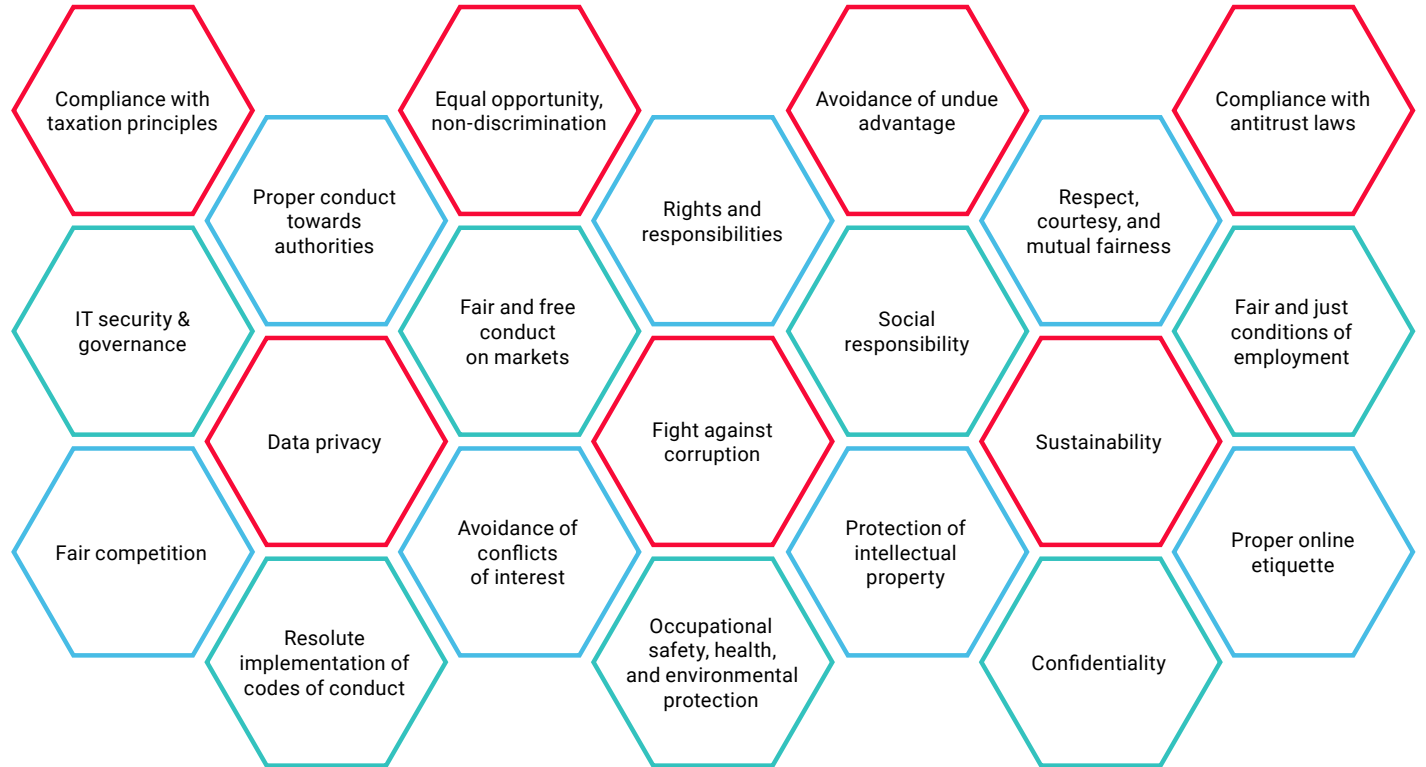 Compliance with
taxation principles
Equal opportunity,
non-discrimination
Avoidance of undue
advantage
Compliance with
antitrust laws
Proper conduct
towards
authorities
Rights and
responsibilities
Respect,
courtesy, and
mutual fairness
IT security &
governance
Fair and free
conduct
on markets
Social
responsibility
Fair and just
conditions of
employment
Data privacy
Fight against
corruption
Sustainability
Fair competition
Avoidance of
conflicts
of interest
Protection of
intellectual
property
Proper online
etiquette
Resolute
implementation of
codes of conduct
Occupational
safety, health,
and environmental
protection
Confidentiality